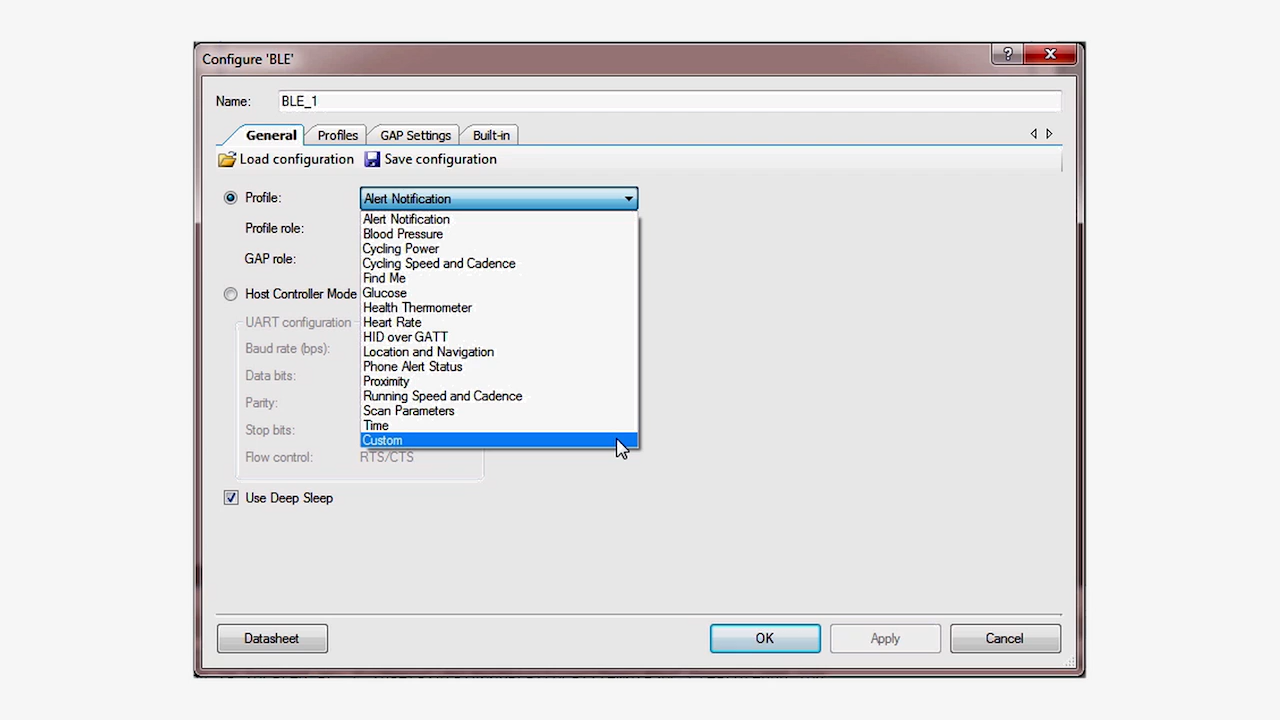 Configure 'BLE'
?
Name: BLE_1
General Profiles GAP Settings Built-in
Load configuration Save configuration
Profile: Alert Notification
Alert Notification
Profile role:
Blood Pressure
Cycling Power
GAP role:
Cycling Speed and Cadence
Find Me
Host Controller Mode
Glucose
Health Thermometer
UART configuration
Heart Rate
HID over GATT
Baud rate (bps):
Location and Navigation
Phone Alert Status
Data bits:
Proximity
Running Speed and Cadence
Parity:
Scan Parameters
Time
Stop bits:
Custom
Flow control: RTS/CTS
Use Deep Sleep
Datasheet OK Apply Cancel